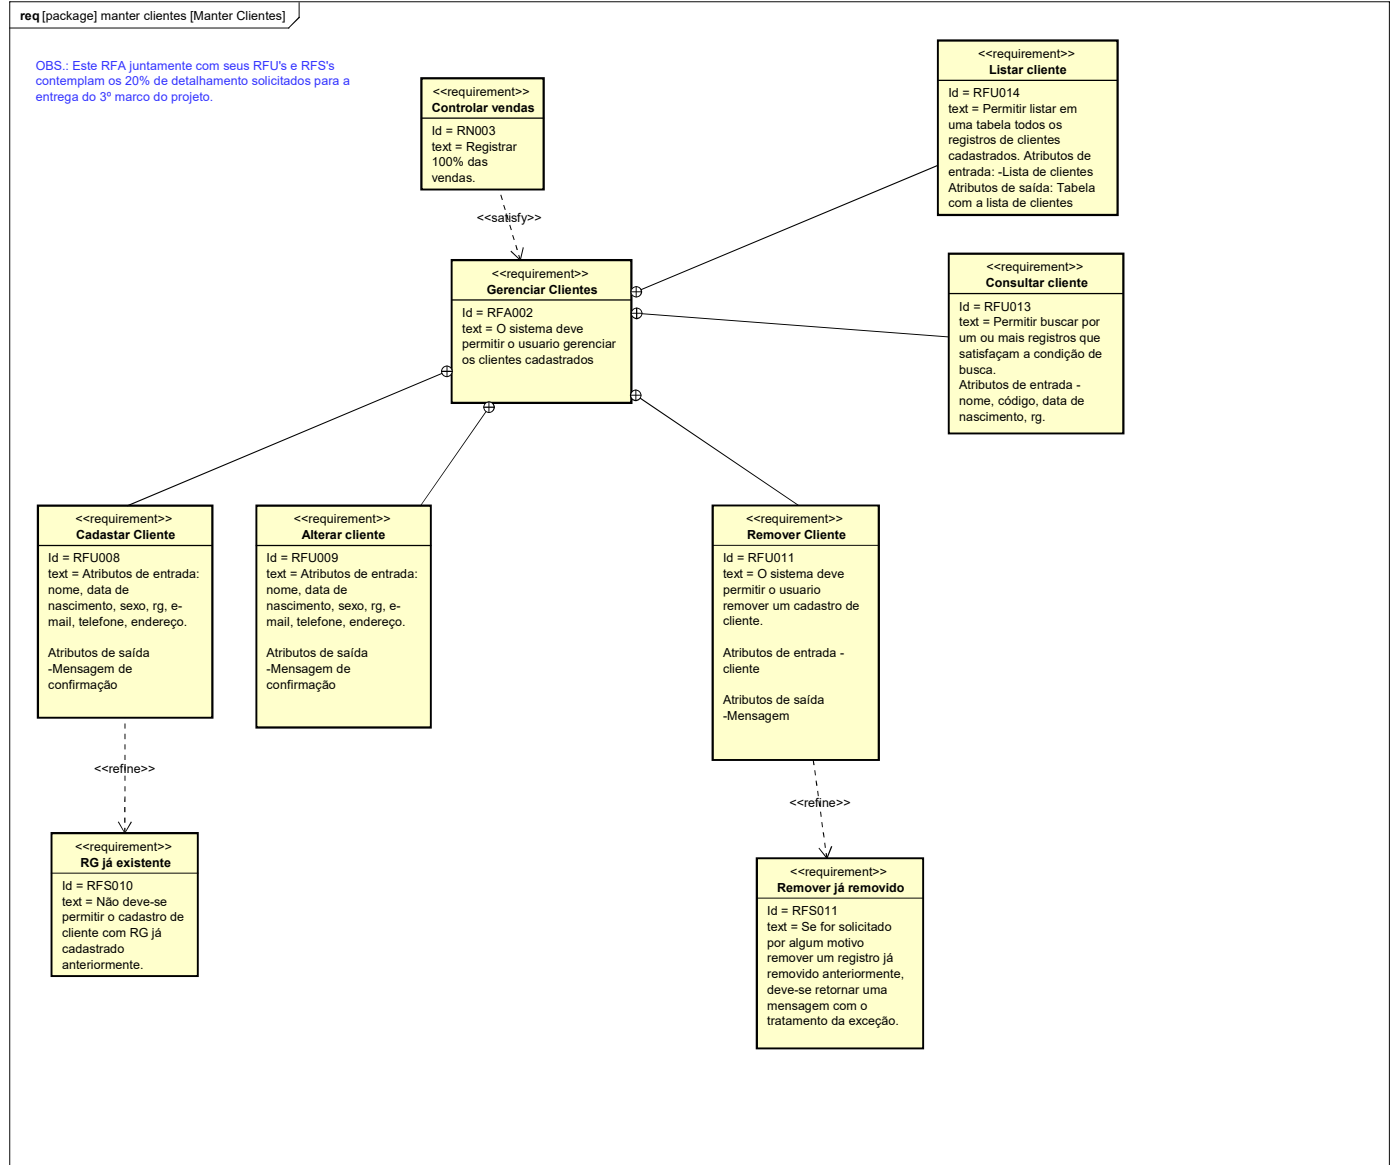 req [package] manter clientes [Manter Clientes]
OBS.: Este RFA juntamente com seus RFU's e RFS's
contemplam os 20% de detalhamento solicitados para a
entrega do 3º marco do projeto.
<<requirement>>
Controlar vendas
Id = RN003
text = Registrar
100% das
vendas.
<<satisfy>>
<<requirement>>
Listar cliente
Id = RFU014
text = Permitir listar em
uma tabela todos os
registros de clientes
cadastrados. Atributos de
entrada: -Lista de clientes
Atributos de saída: Tabela
com a lista de clientes
<<requirement>>
Gerenciar Clientes
Id = RFA002
text = O sistema deve
permitir o usuario gerenciar
os clientes cadastrados
<<requirement>>
Consultar cliente
Id = RFU013
text = Permitir buscar por
um ou mais registros que
satisfaçam a condição de
busca.
Atributos de entrada -
nome, código, data de
nascimento, rg.
<<requirement>>
Cadastar Cliente
Id = RFU008
text = Atributos de entrada:
nome, data de
nascimento, sexo, rg, e-
mail, telefone, endereço.
Atributos de saída
-Mensagem de
confirmação
<<requirement>>
Alterar cliente
Id = RFU009
text = Atributos de entrada:
nome, data de
nascimento, sexo, rg, e-
mail, telefone, endereço.
Atributos de saída
-Mensagem de
confirmação
<<requirement>>
Remover Cliente
Id = RFU011
text = O sistema deve
permitir o usuario
remover um cadastro de
cliente.
Atributos de entrada -
cliente
Atributos de saída
-Mensagem
<<refine>>
<<requirement>>
RG já existente
Id = RFS010
text = Não deve-se
permitir o cadastro de
cliente com RG já
cadastrado
anteriormente.
<<refine>>
<<requirement>>
Remover já removido
Id = RFS011
text = Se for solicitado
por algum motivo
remover um registro já
removido anteriormente,
deve-se retornar uma
mensagem com o
tratamento da exceção.